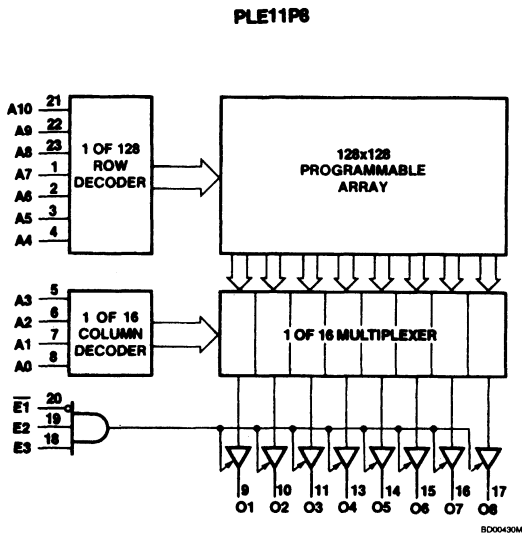 PLE11P8
A10 21
A9 22
A8 23
A7 1
A6 2
A5 3
A4 4
1 OF 128
ROW
DECODER
128x128
PROGRAMMABLE
ARRAY
A3 5
A2 6
A1 7
A0 8
1 OF 16
COLUMN
DECODER
1 OF 16 MULTIPLEXER
E1 20
E2 19
E3 18
9 10 11 13 14 15 16 17
O1 O2 O3 O4 O5 O6 O7 O8
BD00430M